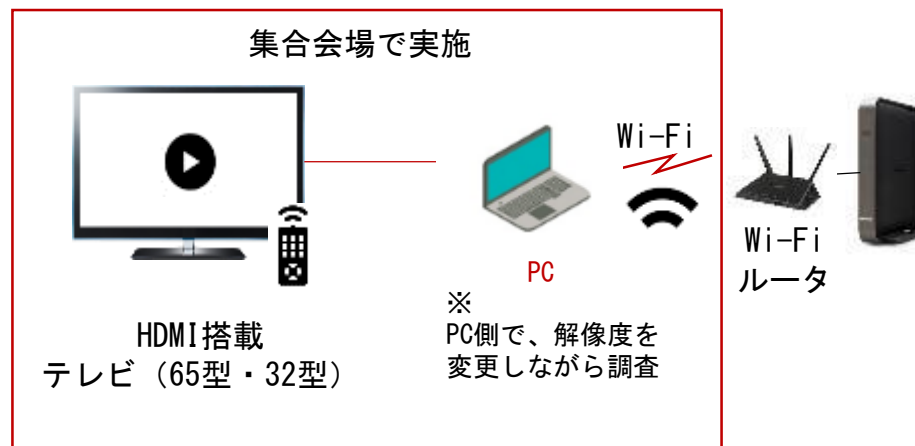 集合会場で実施
Wi-Fi
Wi-Fi
ルータ
PC
※
PC側で、解像度を
変更しながら調査
HDMI搭載
テレビ（65型・32型）